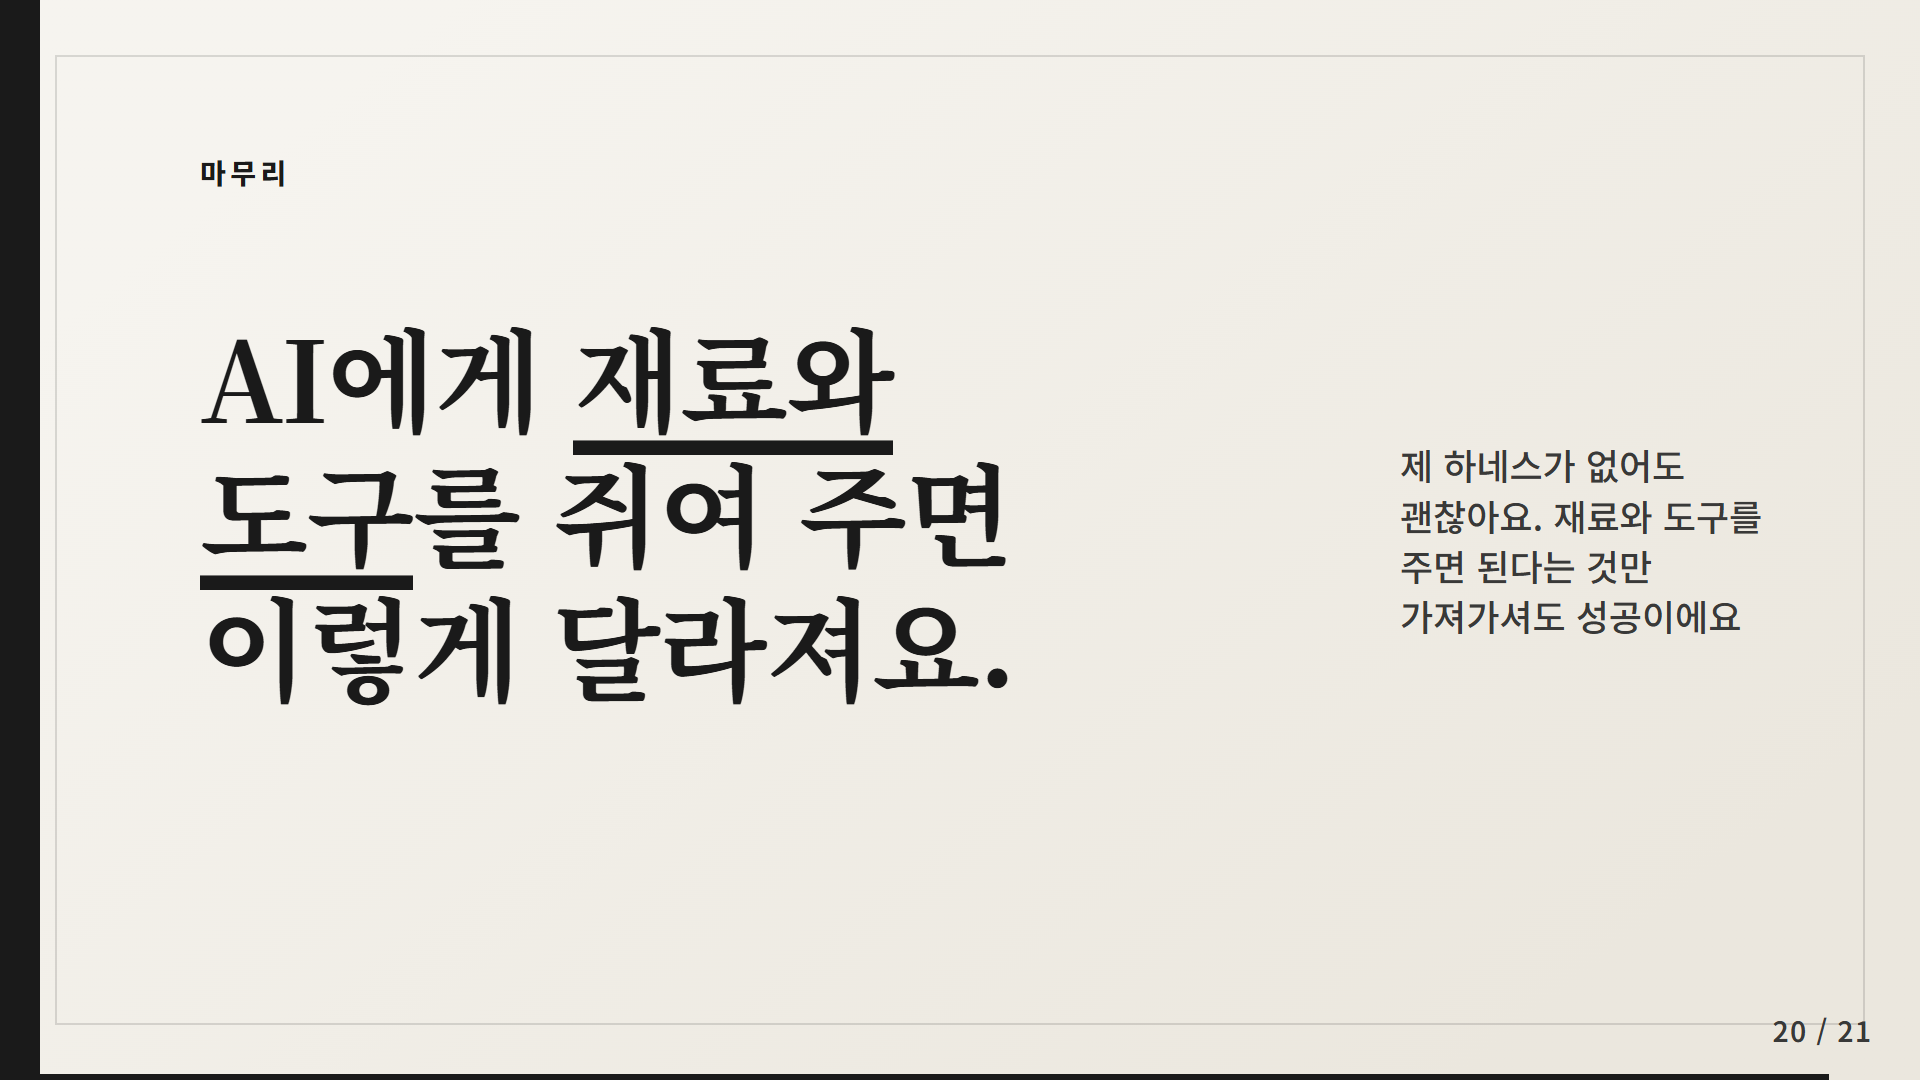 마무리
AI에게 재료와
도구를 쥐여 주면
이렇게 달라져요.
제 하네스가 없어도
괜찮아요. 재료와 도구를
주면 된다는 것만
가져가셔도 성공이에요
20 / 21